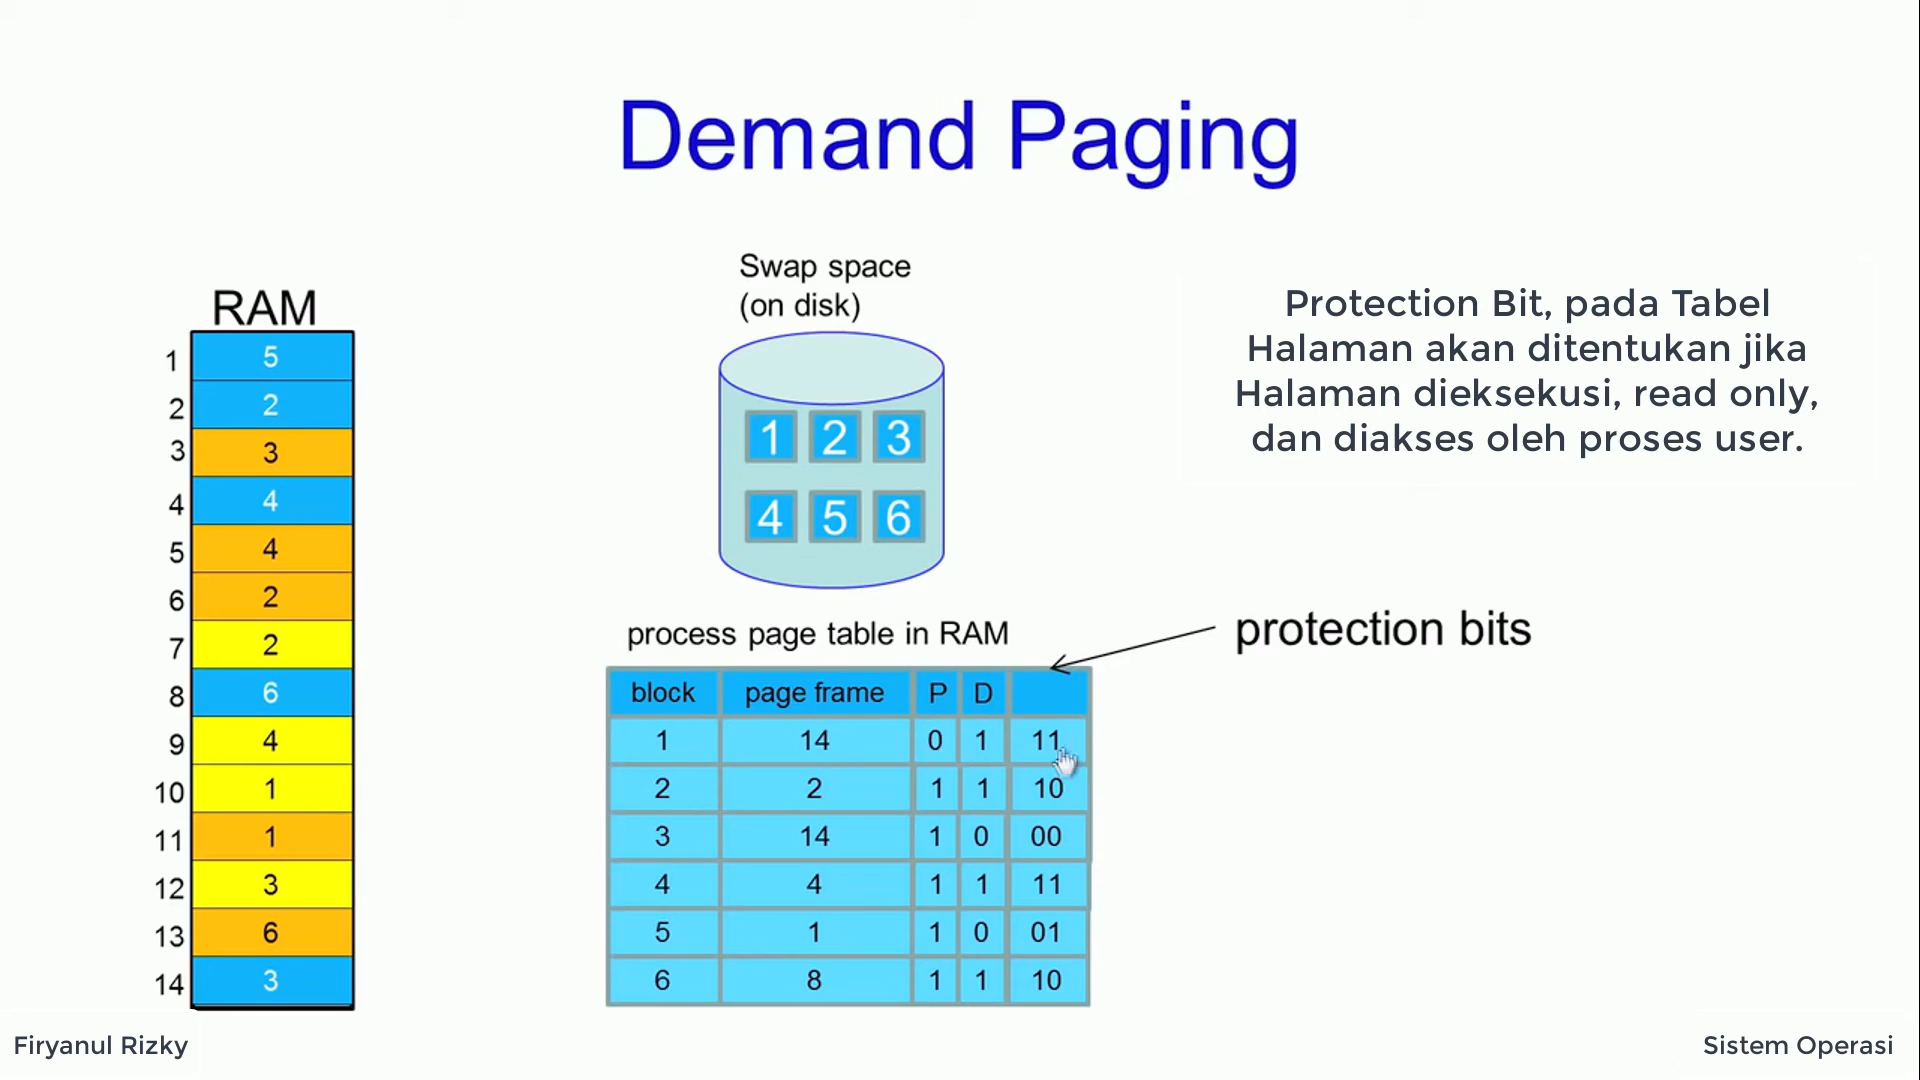 Demand Paging
Swap space
(on disk)
RAM
1 5
2 2
3 3
4 4
5 4
6 2
7 2
8 6
9 4
10 1
11 1
12 3
13 6
14 3
1 2 3
4 5 6
Protection Bit, pada Tabel
Halaman akan ditentukan jika
Halaman dieksekusi, read only,
dan diakses oleh proses user.
process page table in RAM
protection bits
block page frame P D
1 14 0 1 11
2 2 1 1 10
3 14 1 0 00
4 4 1 1 11
5 1 1 0 01
6 8 1 1 10
Firyanul Rizky
Sistem Operasi